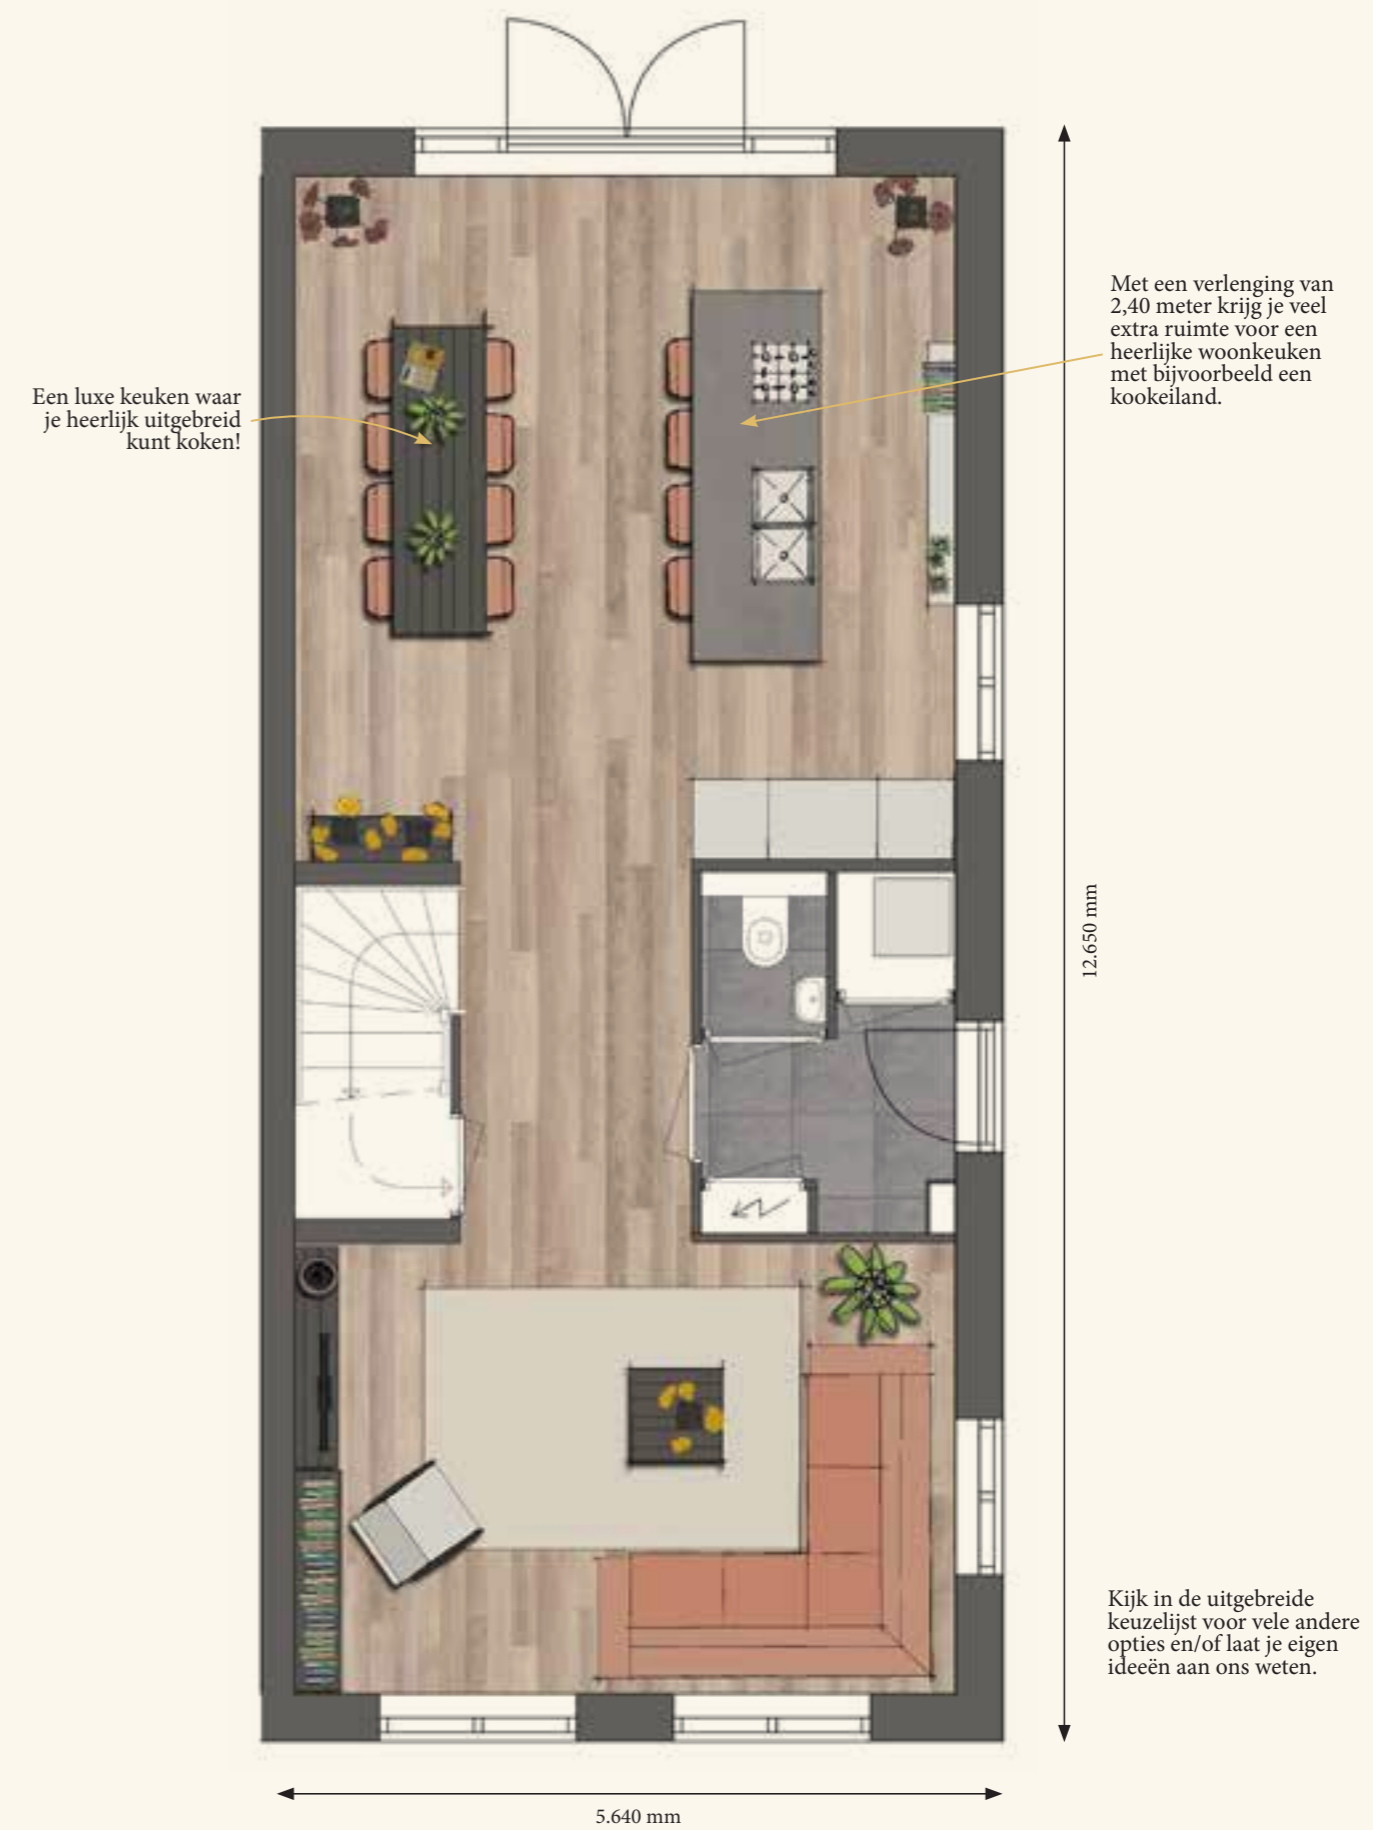 Met een verlenging van
2,40 meter krijg je veel
extra ruimte voor een
heerlijke woonkeuken
met bijvoorbeeld een
kookeiland.
Een luxe keuken waar
je heerlijk uitgebreid
kunt koken!
12.650 mm
Kijk in de uitgebreide
keuzelijst voor vele andere
opties en/of laat je eigen
ideeën aan ons weten.
5.640 mm